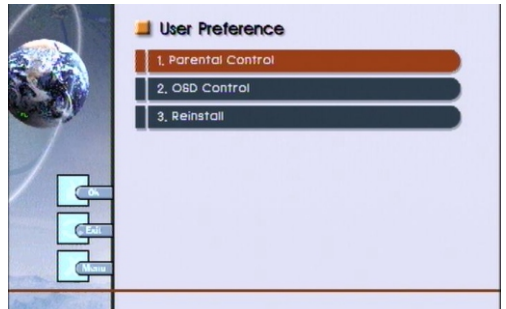 User Preference
1. Parental Control
2. OSD Control
3. Reinstall
Ok
Exit
Menu